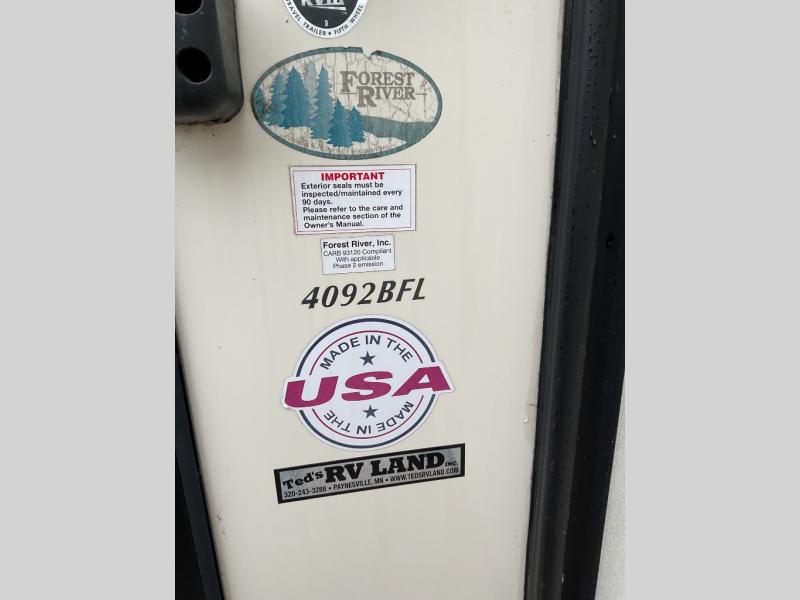 TRAVEL TRAILER • FIFTH WHEEL
FOREST
RIVER
IMPORTANT
Exterior seals must be
inspected/maintained every
90 days.
Please refer to the care and
maintenance section of the
Owner's Manual.
Forest River, Inc.
CARB 93120 Compliant
With applicable
Phase 2 emission
4092BFL
MADE IN THE
USA
MADE IN THE
Ted's RV LAND INC.
320-243-3288 • PAYNESVILLE, MN • WWW.TEDSRVLAND.COM